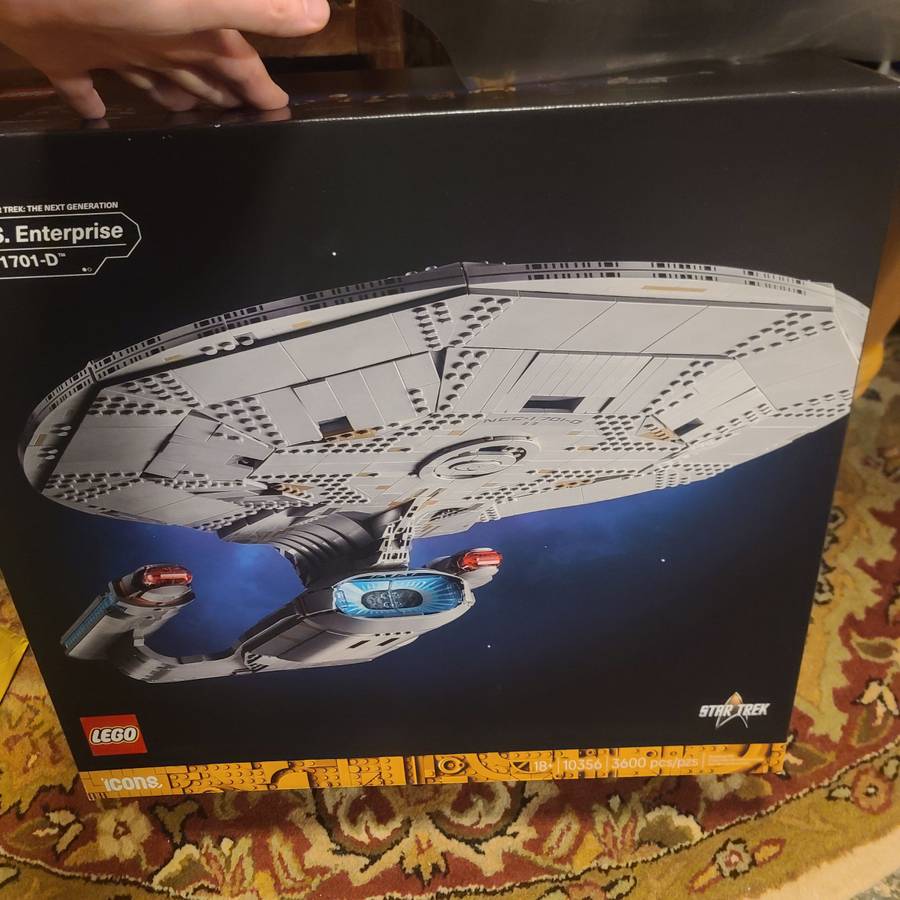 R TREK: THE NEXT GENERATION
S. Enterprise
1701-D™
LEGO
STAR TREK
icons
18+ 10356 3600 pcs/pzs